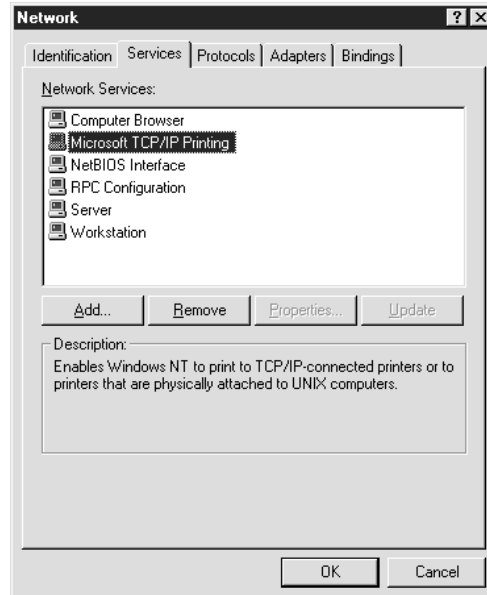 Network
? X
Identification Services Protocols Adapters Bindings
Network Services:
Computer Browser
Microsoft TCP/IP Printing
NetBIOS Interface
RPC Configuration
Server
Workstation
Add... Remove Properties... Update
Description:
Enables Windows NT to print to TCP/IP-connected printers or to
printers that are physically attached to UNIX computers.
OK Cancel